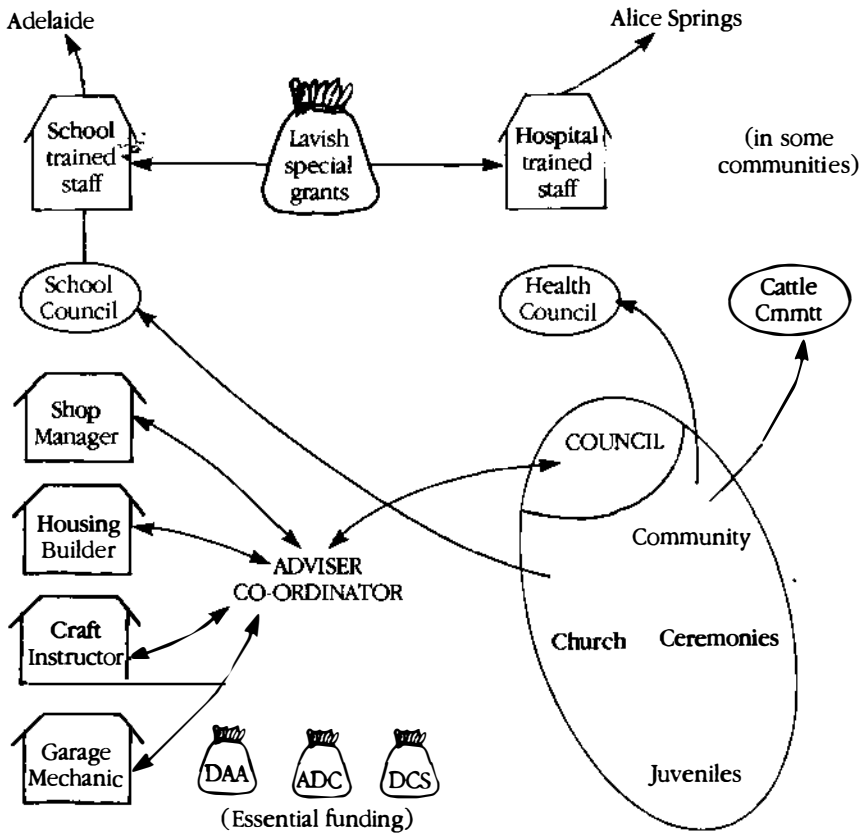 Adelaide
Alice Springs
School
trained
staff
Lavish
special
grants
Hospital
trained
staff
(in some
communities)
School
Council
Health
Council
Cattle
Cmmtt
Shop
Manager
COUNCIL
Community
Housing
Builder
ADVISER
CO-ORDINATOR
Craft
Instructor
Church
Ceremonies
Garage
Mechanic
DAA
ADC
DCS
Juveniles
(Essential funding)